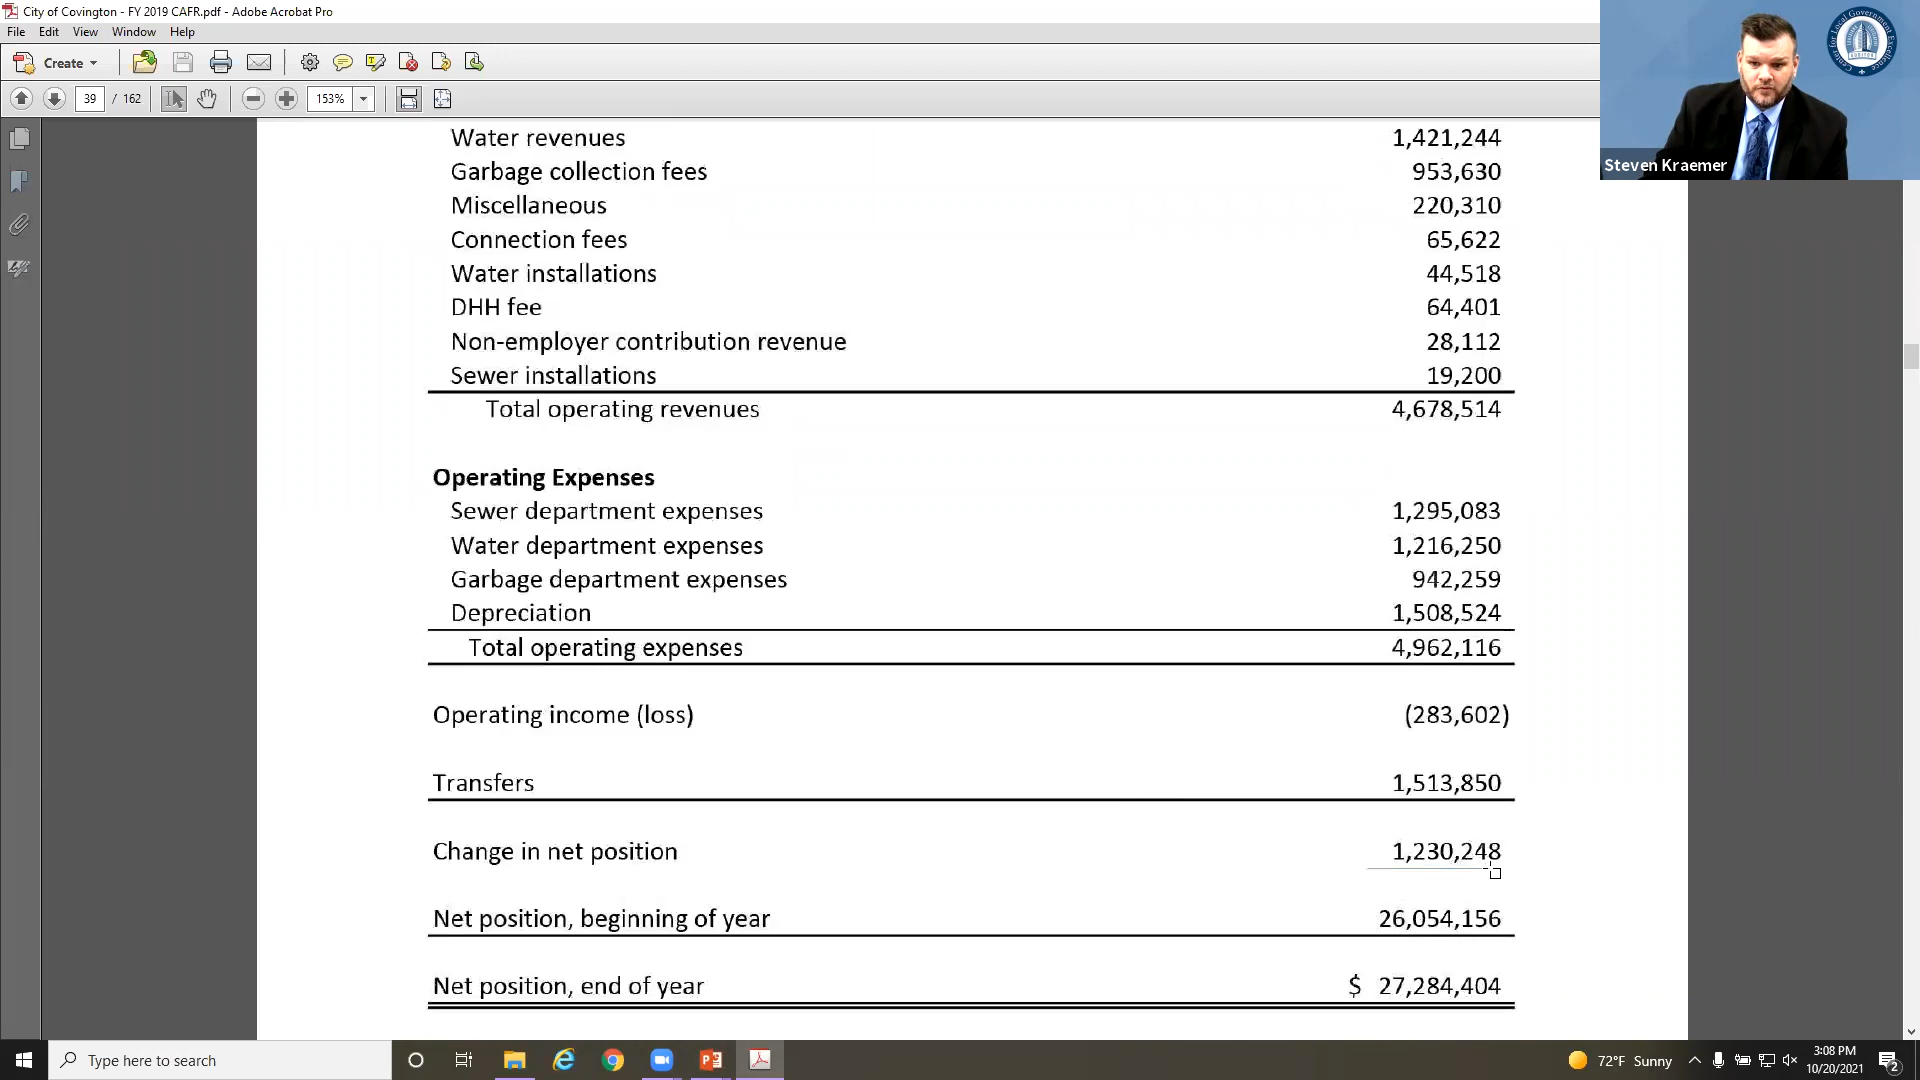 City of Covington - FY 2019 CAFR.pdf - Adobe Acrobat Pro
File Edit View Window Help
Create
39 / 162 153%
Steven Kraemer
Water revenues 1,421,244
Garbage collection fees 953,630
Miscellaneous 220,310
Connection fees 65,622
Water installations 44,518
DHH fee 64,401
Non-employer contribution revenue 28,112
Sewer installations 19,200
Total operating revenues 4,678,514
Operating Expenses
Sewer department expenses 1,295,083
Water department expenses 1,216,250
Garbage department expenses 942,259
Depreciation 1,508,524
Total operating expenses 4,962,116
Operating income (loss) (283,602)
Transfers 1,513,850
Change in net position 1,230,248
Net position, beginning of year 26,054,156
Net position, end of year $ 27,284,404
Type here to search
72°F Sunny
3:08 PM
10/20/2021
2